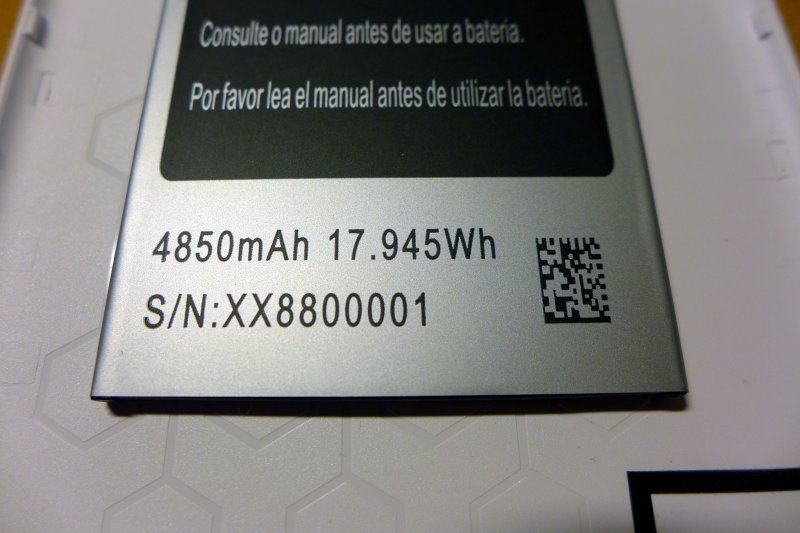 Consulte o manual antes de usar a bateria.
Por favor lea el manual antes de utilizar la bateria.
4850mAh 17.945Wh
S/N:XX8800001